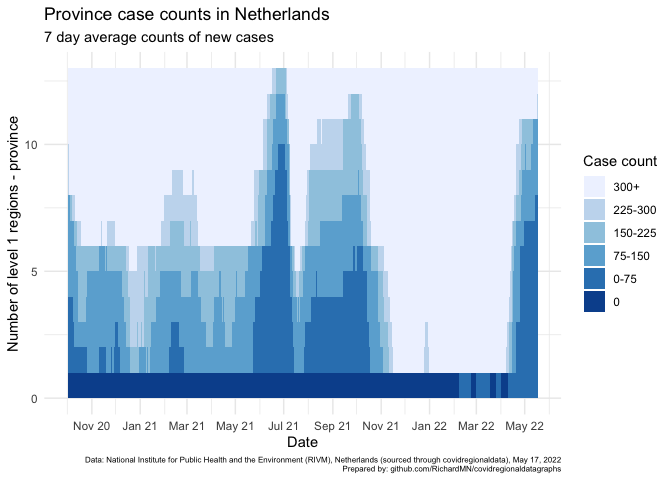 Province case counts in Netherlands
7 day average counts of new cases
Number of level 1 regions - province
10
5
0
Nov 20 Jan 21 Mar 21 May 21 Jul 21 Sep 21 Nov 21 Jan 22 Mar 22 May 22
Date
Case count
300+
225-300
150-225
75-150
0-75
0
Data: National Institute for Public Health and the Environment (RIVM), Netherlands (sourced through covidregionaldata), May 17, 2022
Prepared by: github.com/RichardMN/covidregionaldatagraphs